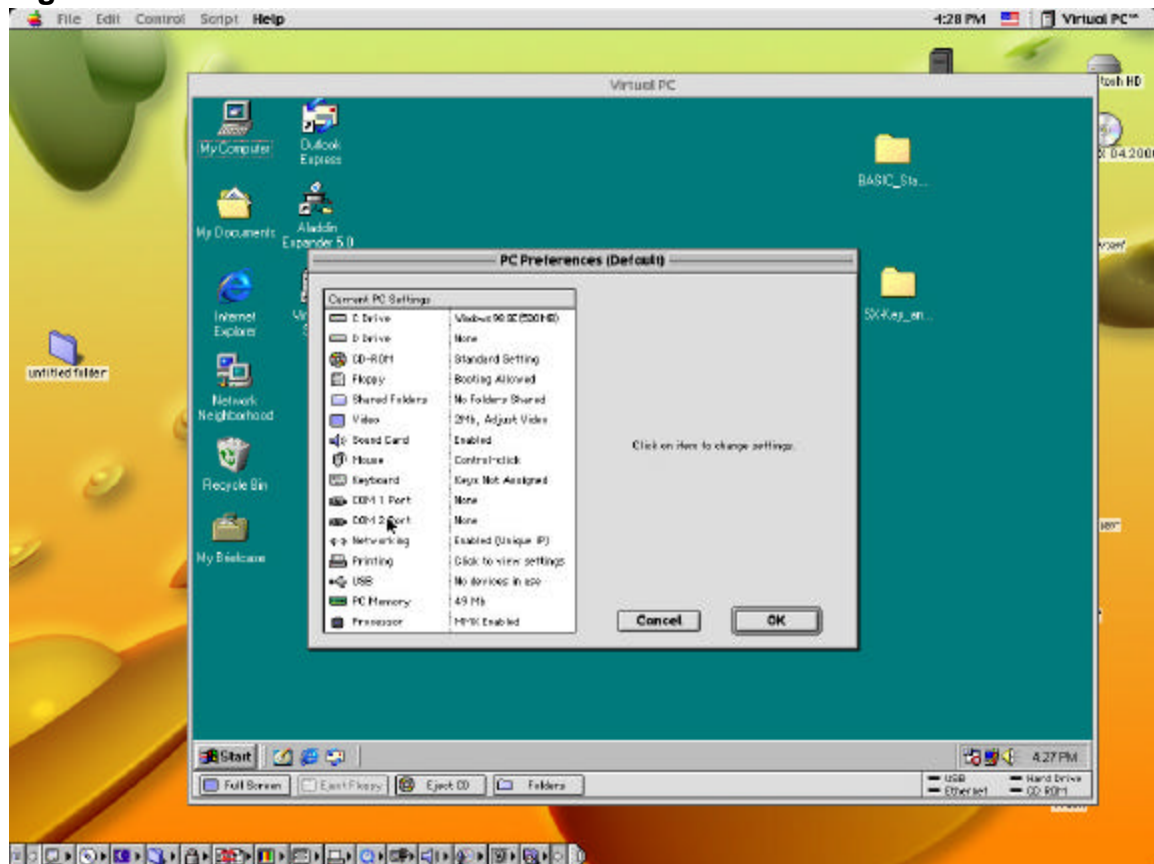 File Edit Control Script Help
4:28 PM
Virtual PC™
Virtual PC
My Computer
Outlook
Express
My Documents
Aladdin
Expander 5.0
Internet
Explorer
Network
Neighborhood
Recycle Bin
My Briefcase
untitled folder
BASIC_Sta...
SX-Key_an...
tosh HD
PC Preferences (Default)
Current PC Settings
C Drive Windows 98 SE (520 MB)
D Drive None
CD-ROM Standard Setting
Floppy Booting Allowed
Shared Folders No Folders Shared
Video 2Mb, Adjust Video
Sound Card Enabled
Mouse Control-click
Keyboard Keys Not Assigned
COM 1 Port None
COM 2 Port None
Networking Enabled (Unique IP)
Printing Click to view settings
USB No devices in use
PC Memory 49 Mb
Processor MMX Enabled
Click on item to change settings.
Cancel OK
Start
4:27 PM
Full Screen Eject Floppy Eject CD Folders
USB Hard Drive
Ethernet CD ROM